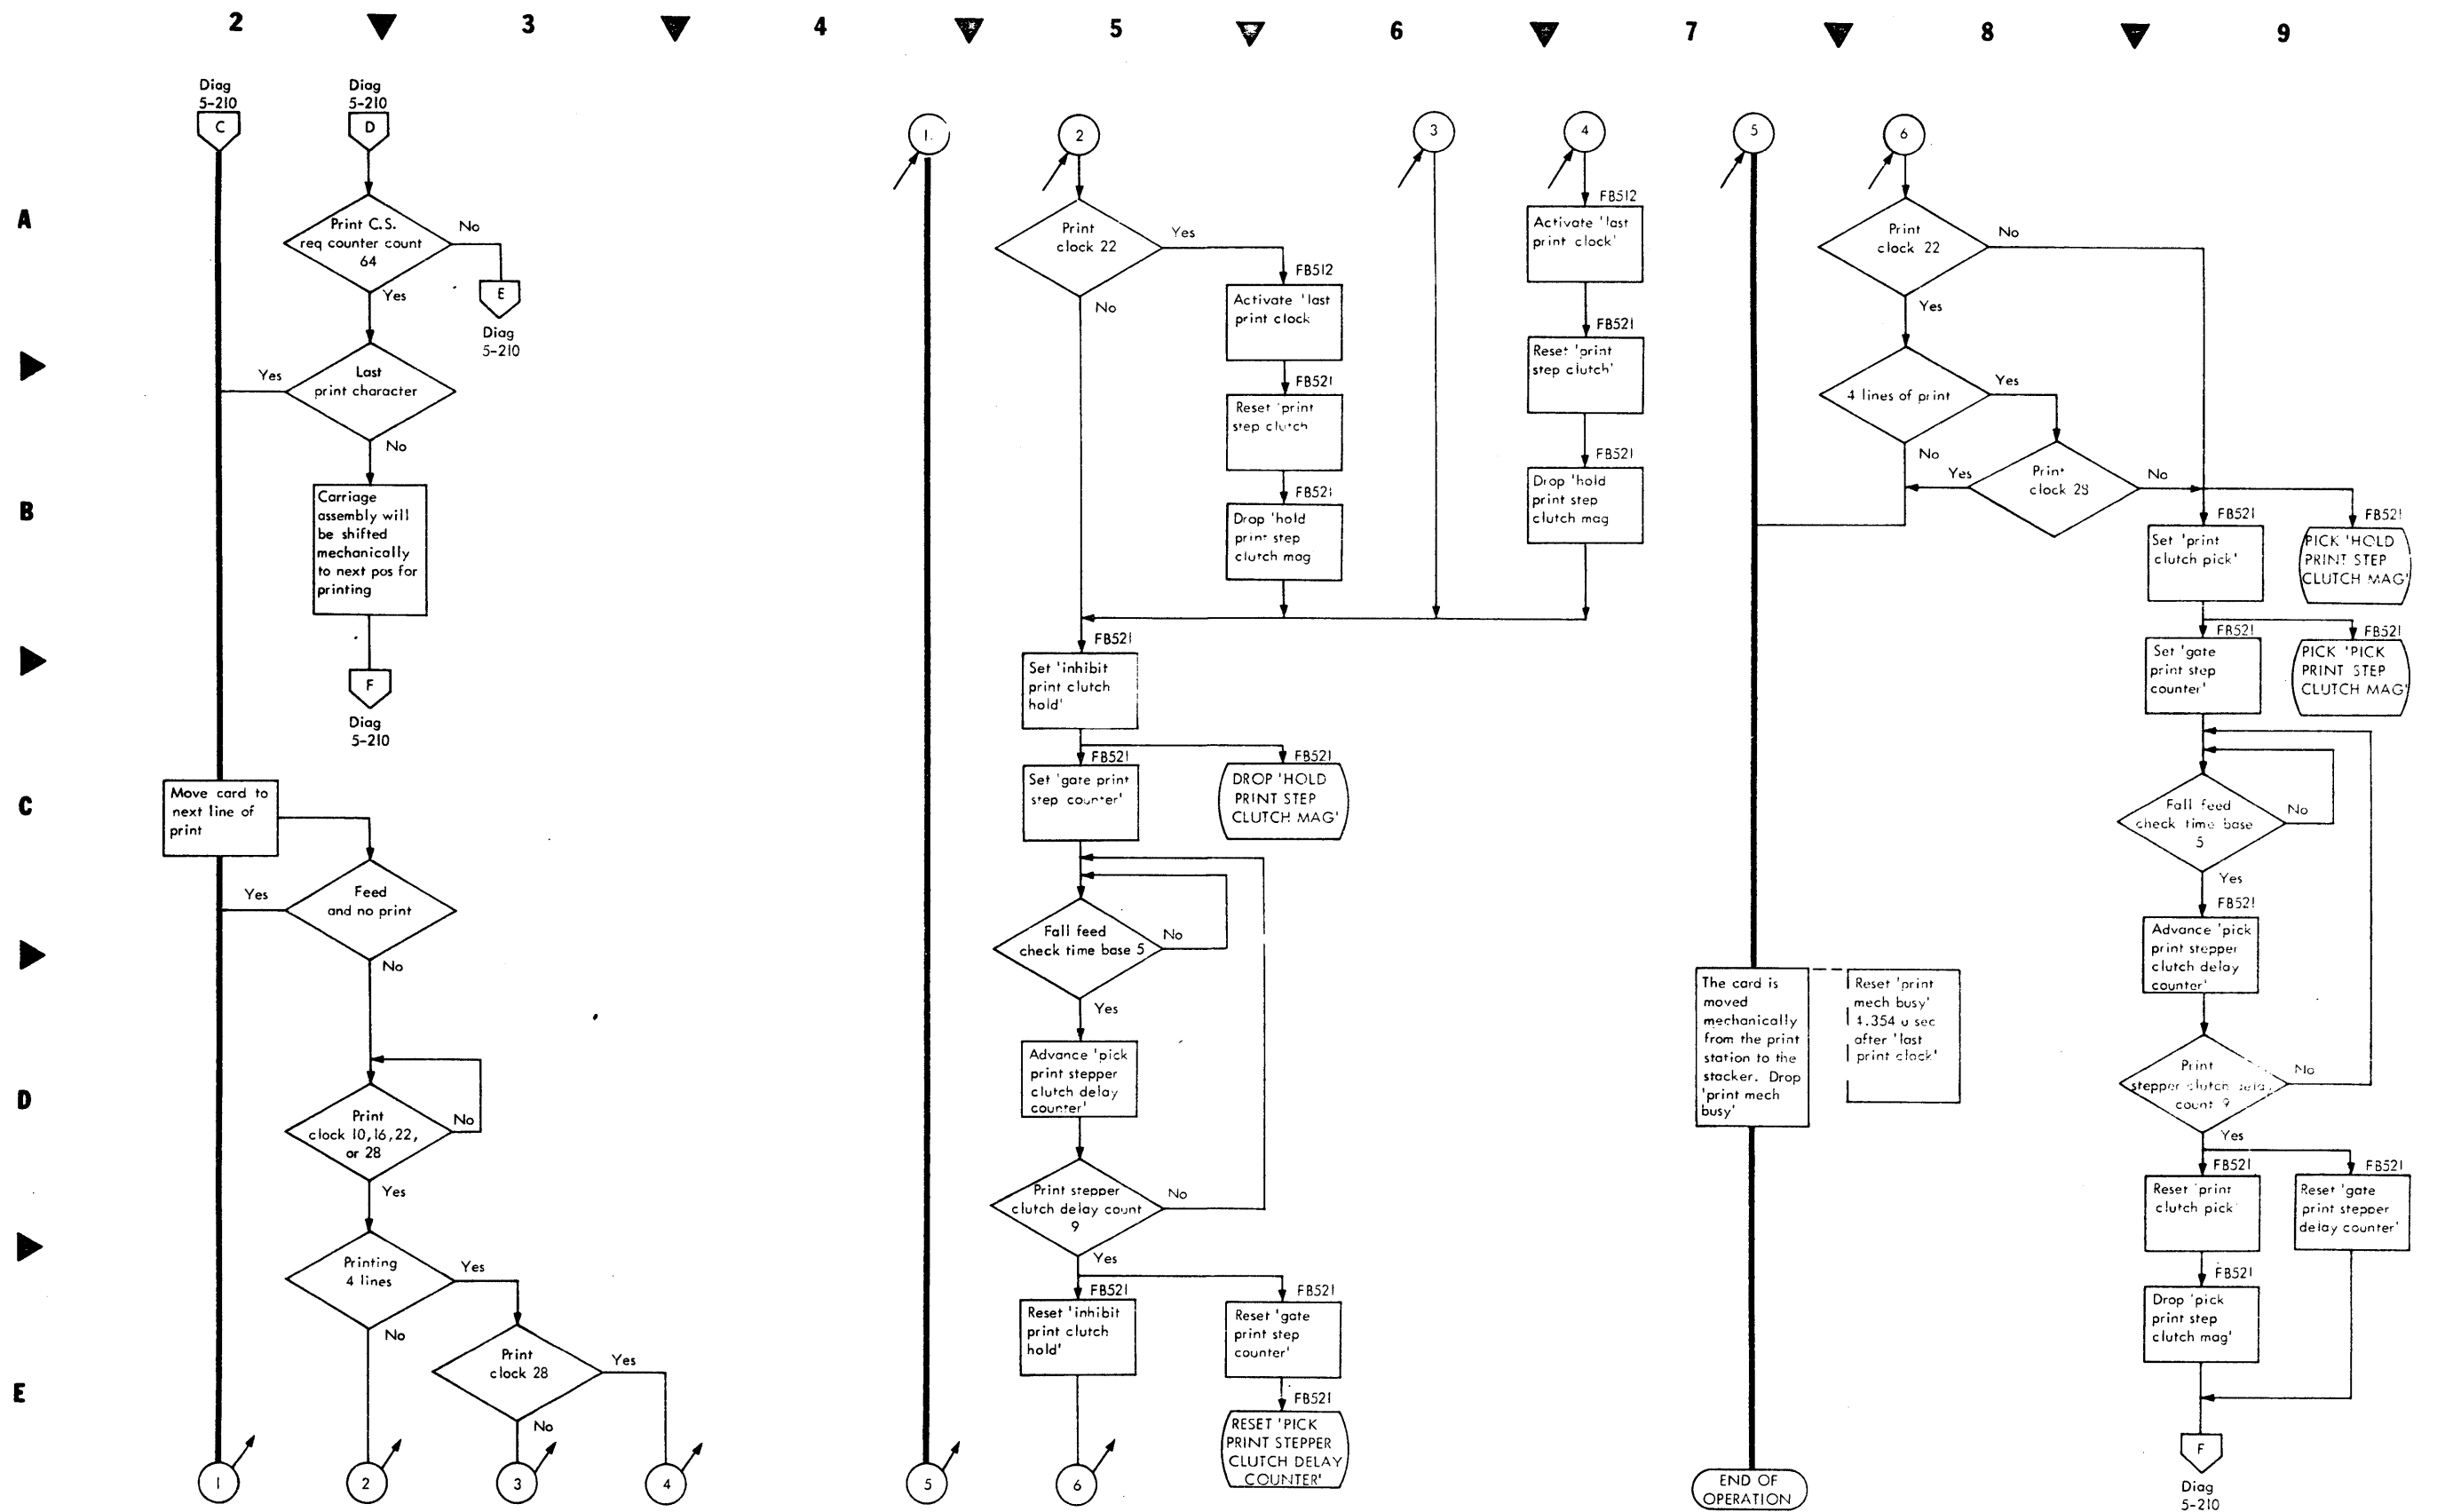 2 3 4 5 6 7 8 9
A
B
C
D
E
Diag
5-210
C
Diag
5-210
D
Print C.S.
req counter count
64
No
E
Diag
5-210
Yes
Last
print character
Yes
No
Carriage
assembly will
be shifted
mechanically
to next pos for
printing
F
Diag
5-210
Move card to
next line of
print
Feed
and no print
Yes
No
Print
clock 10,16,22,
or 28
No
Yes
Printing
4 lines
Yes
No
Print
clock 28
Yes
No
1
2
3
4
1.
2
3
4
Print
clock 22
Yes
No
FB512
Activate 'last
print clock
FB521
Reset 'print
step clutch
FB521
Drop 'hold
print step
clutch mag
FB512
Activate 'last
print clock'
FB521
Reset 'print
step clutch'
FB521
Drop 'hold
print step
clutch mag
FB521
Set 'inhibit
print clutch
hold'
FB521
Set 'gate print
step counter'
FB521
DROP 'HOLD
PRINT STEP
CLUTCH MAG'
Fall feed
check time base 5
No
Yes
Advance 'pick
print stepper
clutch delay
counter'
Print stepper
clutch delay count
9
No
Yes
FB521
Reset 'inhibit
print clutch
hold'
FB521
Reset 'gate
print step
counter'
FB521
RESET 'PICK
PRINT STEPPER
CLUTCH DELAY
COUNTER'
5
6
5
6
Print
clock 22
No
Yes
4 lines of print
Yes
No
Print
clock 28
Yes
No
FB521
Set 'print
clutch pick'
FB521
PICK 'HOLD
PRINT STEP
CLUTCH MAG'
FB521
Set 'gate
print step
counter'
FB521
PICK 'PICK
PRINT STEP
CLUTCH MAG'
Fall feed
check time base
5
No
Yes
FB521
Advance 'pick
print stepper
clutch delay
counter'
Print
stepper clutch delay
count 9
No
Yes
FB521
Reset 'print
clutch pick'
FB521
Reset 'gate
print stepper
delay counter'
FB521
Drop 'pick
print step
clutch mag'
F
Diag
5-210
The card is
moved
mechanically
from the print
station to the
stacker. Drop
'print mech
busy'
Reset 'print
mech busy'
4.354 u sec
after 'last
print clock'
END OF
OPERATION